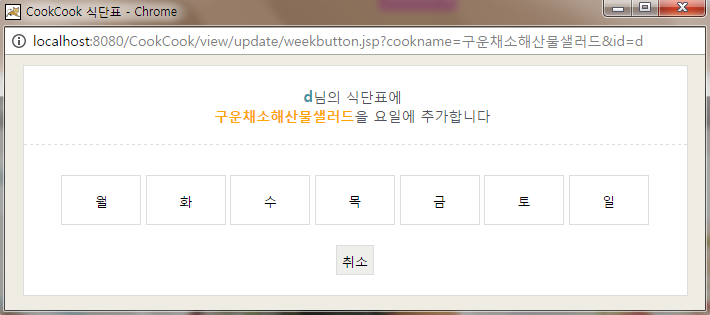 CookCook 식단표 - Chrome
localhost:8080/CookCook/view/update/weekbutton.jsp?cookname=구운채소해산물샐러드&id=d
d님의 식단표에
구운채소해산물샐러드을 요일에 추가합니다
월 화 수 목 금 토 일
취소